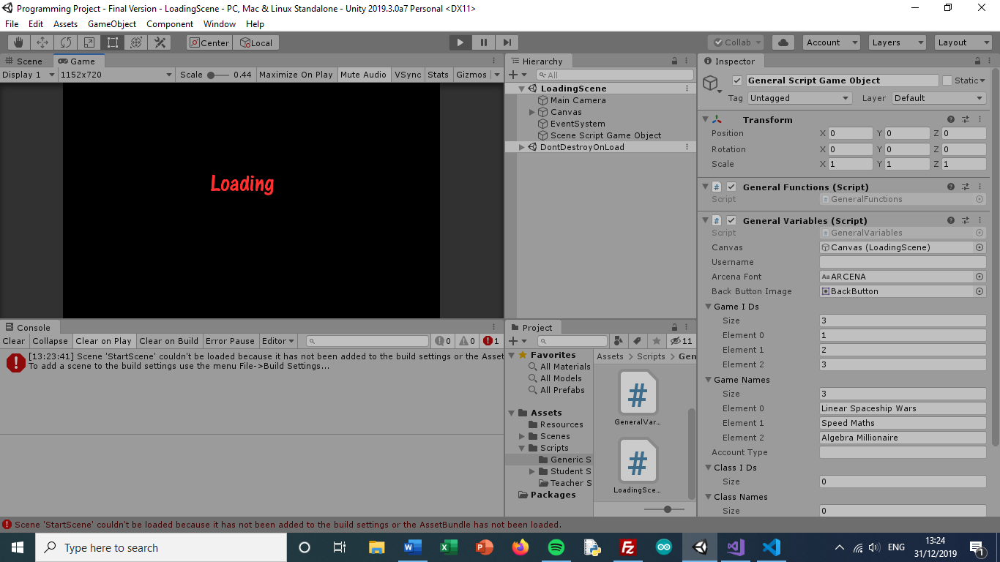 Programming Project - Final Version - LoadingScene - PC, Mac & Linux Standalone - Unity 2019.3.0a7 Personal <DX11>
File Edit Assets GameObject Component Window Help
Center Local Collab Account Layers Layout
Scene Game
Display 1 1152x720 Scale 0.44 Maximize On Play Mute Audio VSync Stats Gizmos
Loading
Hierarchy
All
LoadingScene
Main Camera
Canvas
EventSystem
Scene Script Game Object
DontDestroyOnLoad
Console
Clear Collapse Clear on Play Clear on Build Error Pause Editor 0 0 1
[13:23:41] Scene 'StartScene' couldn't be loaded because it has not been added to the build settings or the Asset
To add a scene to the build settings use the menu File->Build Settings...
Project
11
Favorites
All Materials
All Models
All Prefabs
Assets
Resources
Scenes
Scripts
Generic S
Student S
Teacher S
Packages
Assets > Scripts > Gen
#
GeneralVar...
#
LoadingSce...
Inspector
General Script Game Object Static
Tag Untagged Layer Default
Transform
Position X 0 Y 0 Z 0
Rotation X 0 Y 0 Z 0
Scale X 1 Y 1 Z 1
# General Functions (Script)
Script # GeneralFunctions
# General Variables (Script)
Script # GeneralVariables
Canvas Canvas (LoadingScene)
Username
Arcena Font Aa ARCENA
Back Button Image BackButton
Game I Ds
Size 3
Element 0 1
Element 1 2
Element 2 3
Game Names
Size 3
Element 0 Linear Spaceship Wars
Element 1 Speed Maths
Element 2 Algebra Millionaire
Account Type
Class I Ds
Size 0
Class Names
Size 0
Scene 'StartScene' couldn't be loaded because it has not been added to the build settings or the AssetBundle has not been loaded.
Type here to search
ENG
13:24
31/12/2019
1